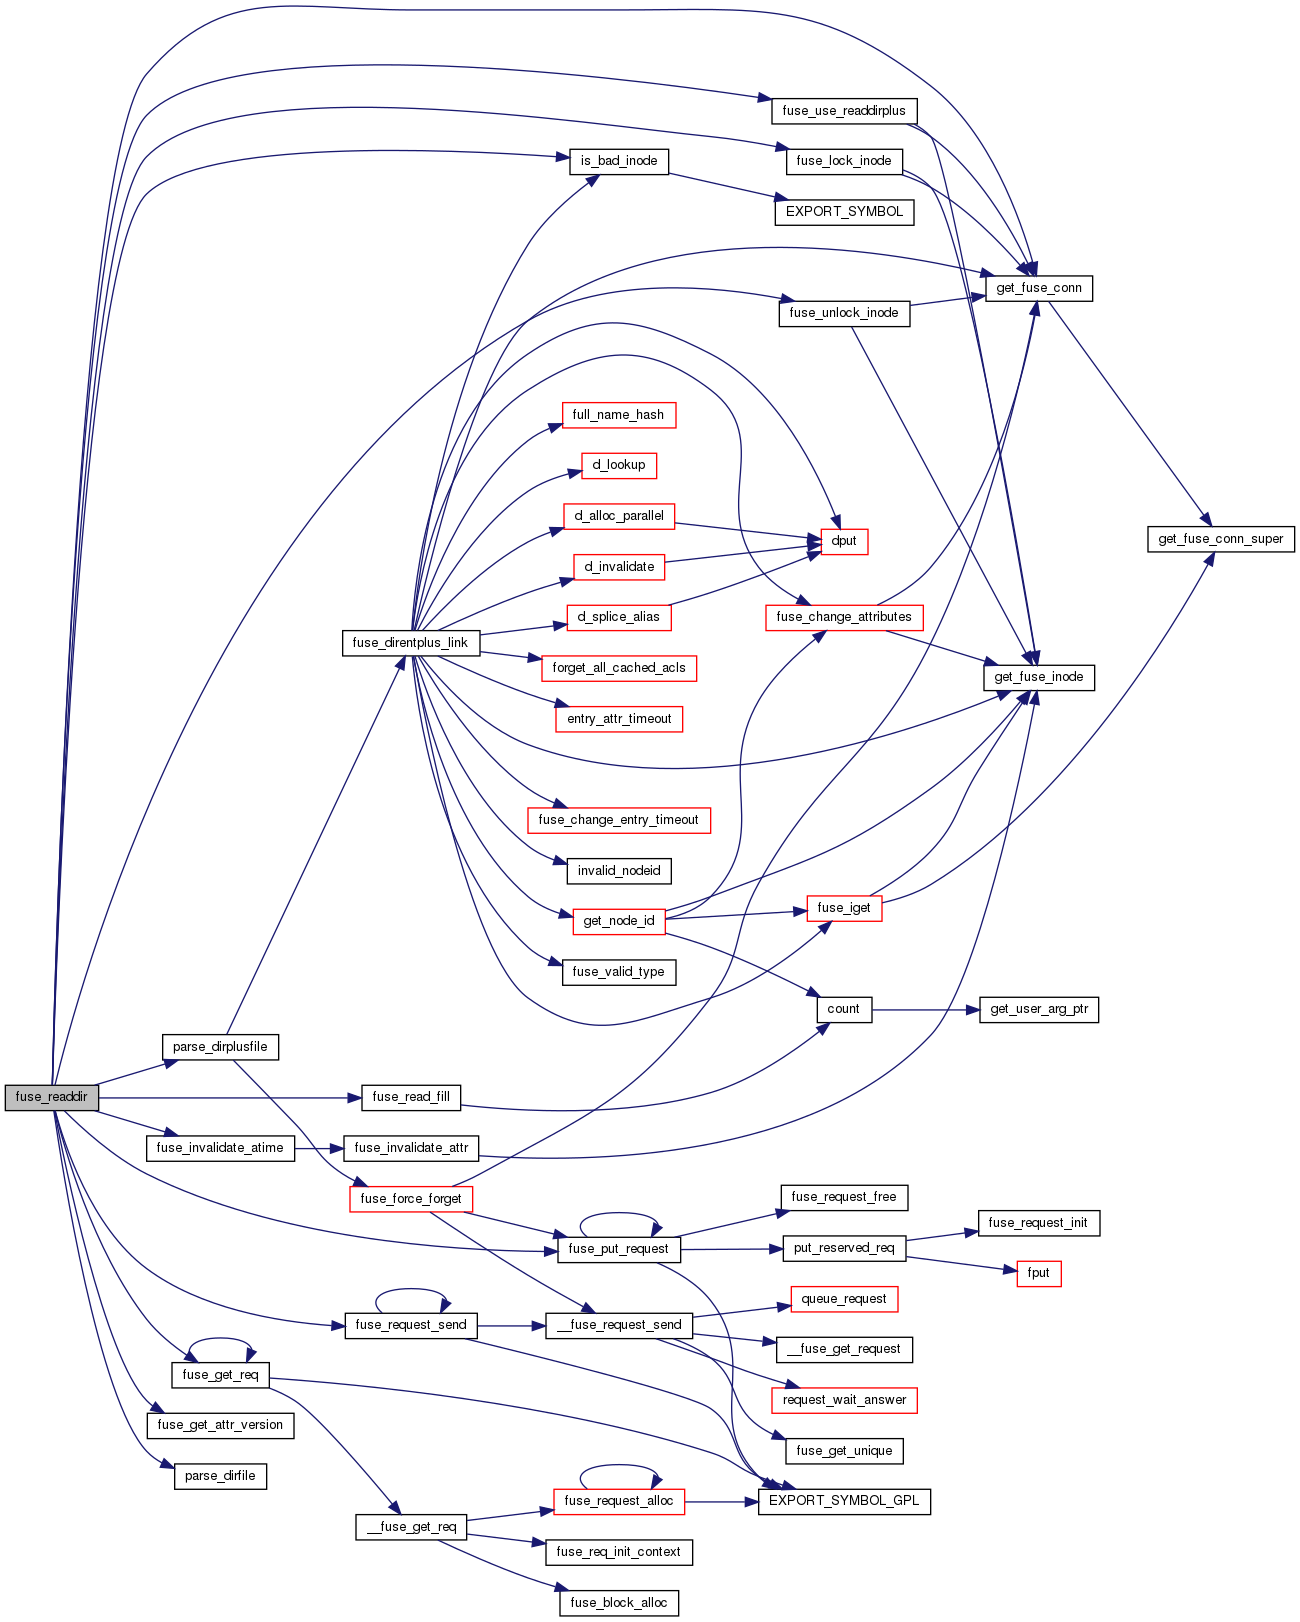 fuse_use_readdirplus
is_bad_inode
fuse_lock_inode
EXPORT_SYMBOL
get_fuse_conn
fuse_unlock_inode
full_name_hash
d_lookup
d_alloc_parallel
dput
get_fuse_conn_super
d_invalidate
d_splice_alias
fuse_change_attributes
fuse_direntplus_link
forget_all_cached_acls
get_fuse_inode
entry_attr_timeout
fuse_change_entry_timeout
invalid_nodeid
fuse_iget
get_node_id
fuse_valid_type
count
get_user_arg_ptr
parse_dirplusfile
fuse_readdir
fuse_read_fill
fuse_invalidate_atime
fuse_invalidate_attr
fuse_force_forget
fuse_request_free
fuse_request_init
fuse_put_request
put_reserved_req
fput
queue_request
fuse_request_send
__fuse_request_send
__fuse_get_request
fuse_get_req
request_wait_answer
fuse_get_attr_version
fuse_get_unique
parse_dirfile
fuse_request_alloc
EXPORT_SYMBOL_GPL
__fuse_get_req
fuse_req_init_context
fuse_block_alloc